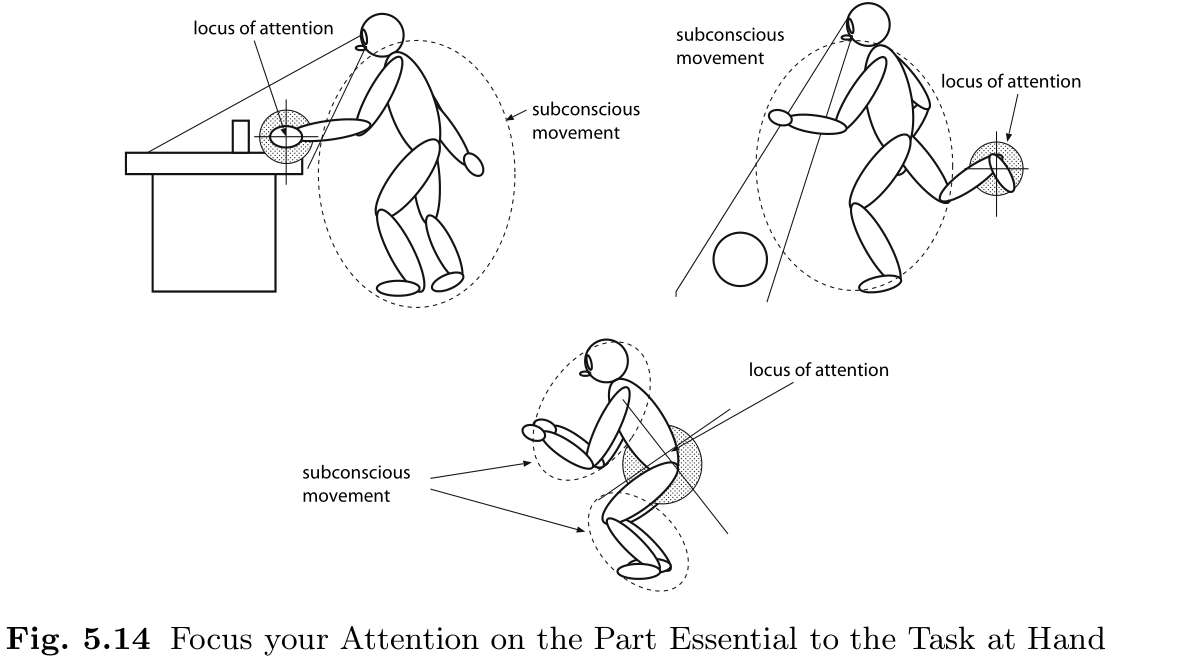 locus of attention
subconscious
movement
subconscious
movement
locus of attention
locus of attention
subconscious
movement
Fig. 5.14 Focus your Attention on the Part Essential to the Task at Hand